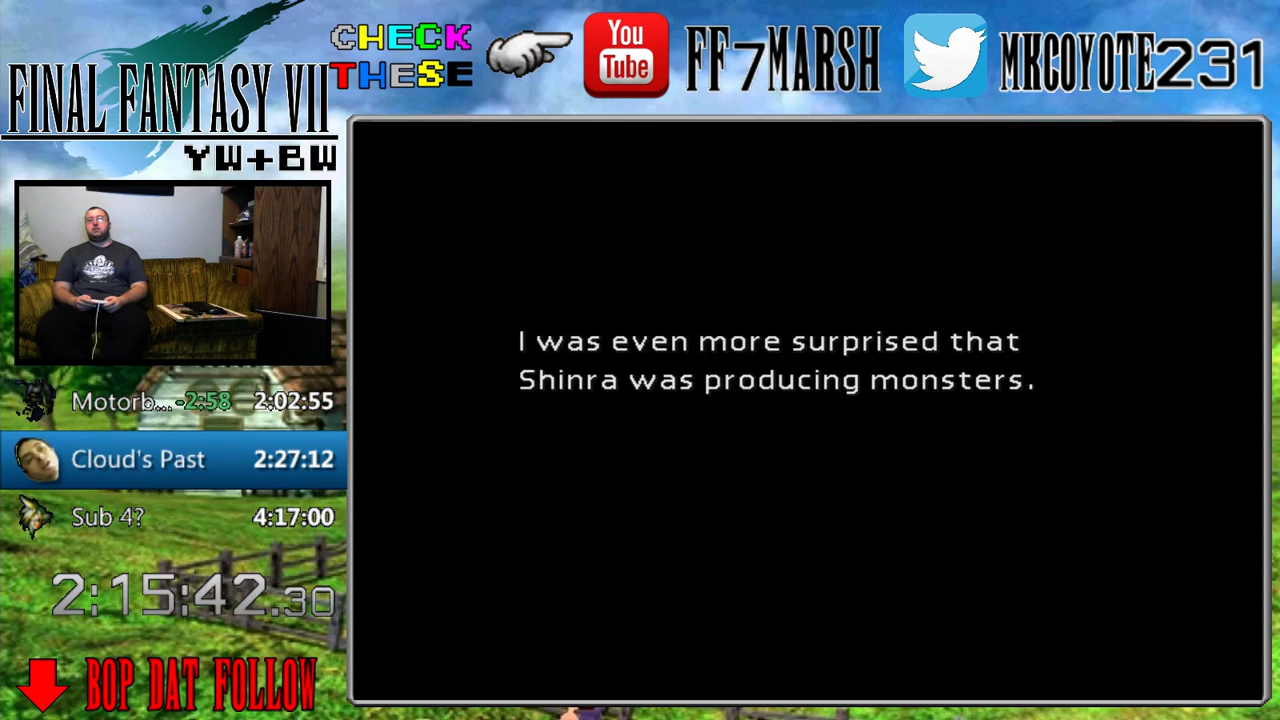 CHECK
THESE
You
Tube
FF7MARSH
MKCOYOTE231
FINAL FANTASY VII
YW+BW
I was even more surprised that
Shinra was producing monsters.
Motorb... -2:58 2:02:55
Cloud's Past 2:27:12
Sub 4? 4:17:00
2:15:42.30
BOP DAT FOLLOW